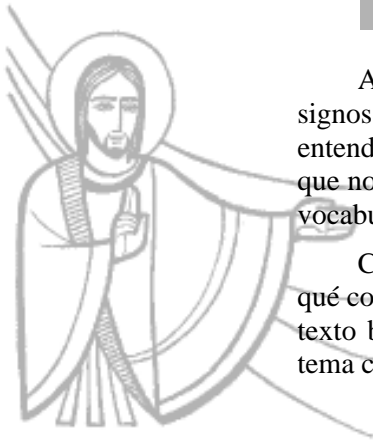 A
signos
entend
que no
vocabu
C
qué co
texto b
tema c